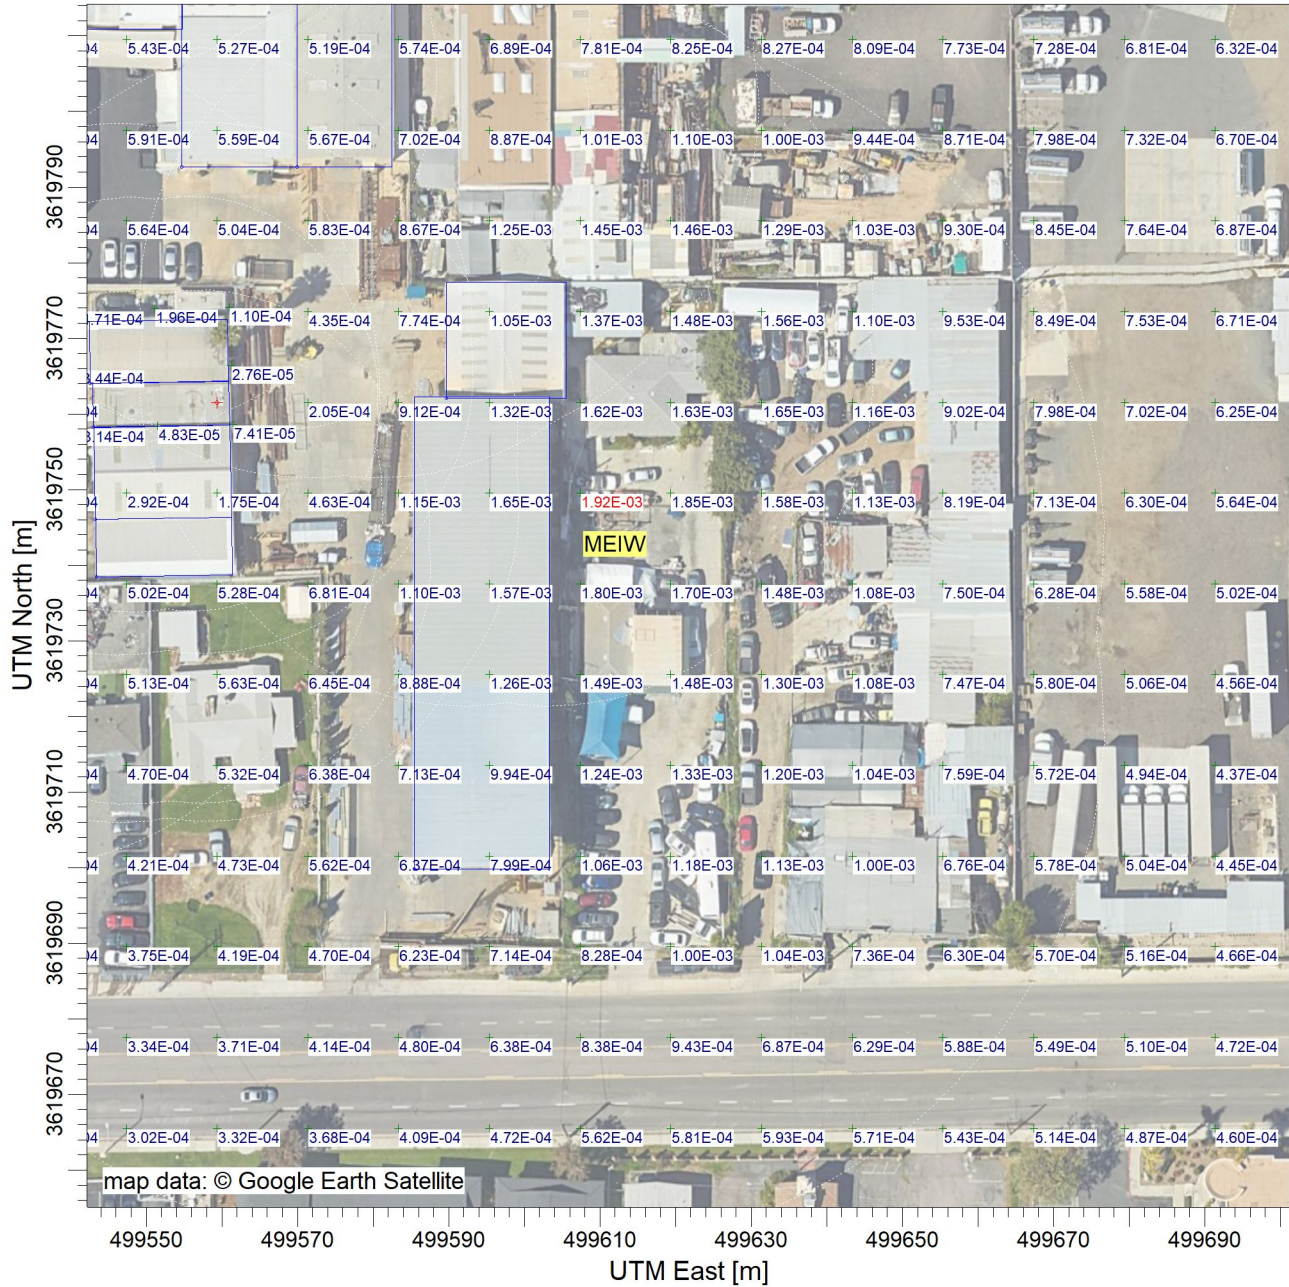 04 5.43E-04 5.27E-04 5.19E-04 5.74E-04 6.89E-04 7.81E-04 8.25E-04 8.27E-04 8.09E-04 7.73E-04 7.28E-04 6.81E-04 6.32E-04
04 5.91E-04 5.59E-04 5.67E-04 7.02E-04 8.87E-04 1.01E-03 1.10E-03 1.00E-03 9.44E-04 8.71E-04 7.98E-04 7.32E-04 6.70E-04
3619790
04 5.64E-04 5.04E-04 5.83E-04 8.67E-04 1.25E-03 1.45E-03 1.46E-03 1.29E-03 1.03E-03 9.30E-04 8.45E-04 7.64E-04 6.87E-04
3619770
.71E-04 1.96E-04 1.10E-04 4.35E-04 7.74E-04 1.05E-03 1.37E-03 1.48E-03 1.56E-03 1.10E-03 9.53E-04 8.49E-04 7.53E-04 6.71E-04
.44E-04 2.76E-05
04 2.05E-04 9.12E-04 1.32E-03 1.62E-03 1.63E-03 1.65E-03 1.16E-03 9.02E-04 7.98E-04 7.02E-04 6.25E-04
.14E-04 4.83E-05 7.41E-05
3619750
04 2.92E-04 1.75E-04 4.63E-04 1.15E-03 1.65E-03 1.92E-03 1.85E-03 1.58E-03 1.13E-03 8.19E-04 7.13E-04 6.30E-04 5.64E-04
MEIW
04 5.02E-04 5.28E-04 6.81E-04 1.10E-03 1.57E-03 1.80E-03 1.70E-03 1.48E-03 1.08E-03 7.50E-04 6.28E-04 5.58E-04 5.02E-04
3619730
04 5.13E-04 5.63E-04 6.45E-04 8.88E-04 1.26E-03 1.49E-03 1.48E-03 1.30E-03 1.08E-03 7.47E-04 5.80E-04 5.06E-04 4.56E-04
UTM North [m]
04 4.70E-04 5.32E-04 6.38E-04 7.13E-04 9.94E-04 1.24E-03 1.33E-03 1.20E-03 1.04E-03 7.59E-04 5.72E-04 4.94E-04 4.37E-04
3619710
04 4.21E-04 4.73E-04 5.62E-04 6.37E-04 7.99E-04 1.06E-03 1.18E-03 1.13E-03 1.00E-03 6.76E-04 5.78E-04 5.04E-04 4.45E-04
3619690
04 3.75E-04 4.19E-04 4.70E-04 6.23E-04 7.14E-04 8.28E-04 1.00E-03 1.04E-03 7.36E-04 6.30E-04 5.70E-04 5.16E-04 4.66E-04
04 3.34E-04 3.71E-04 4.14E-04 4.80E-04 6.38E-04 8.38E-04 9.43E-04 6.87E-04 6.29E-04 5.88E-04 5.49E-04 5.10E-04 4.72E-04
3619670
04 3.02E-04 3.32E-04 3.68E-04 4.09E-04 4.72E-04 5.62E-04 5.81E-04 5.93E-04 5.71E-04 5.43E-04 5.14E-04 4.87E-04 4.60E-04
map data: © Google Earth Satellite
499550 499570 499590 499610 499630 499650 499670 499690
UTM East [m]